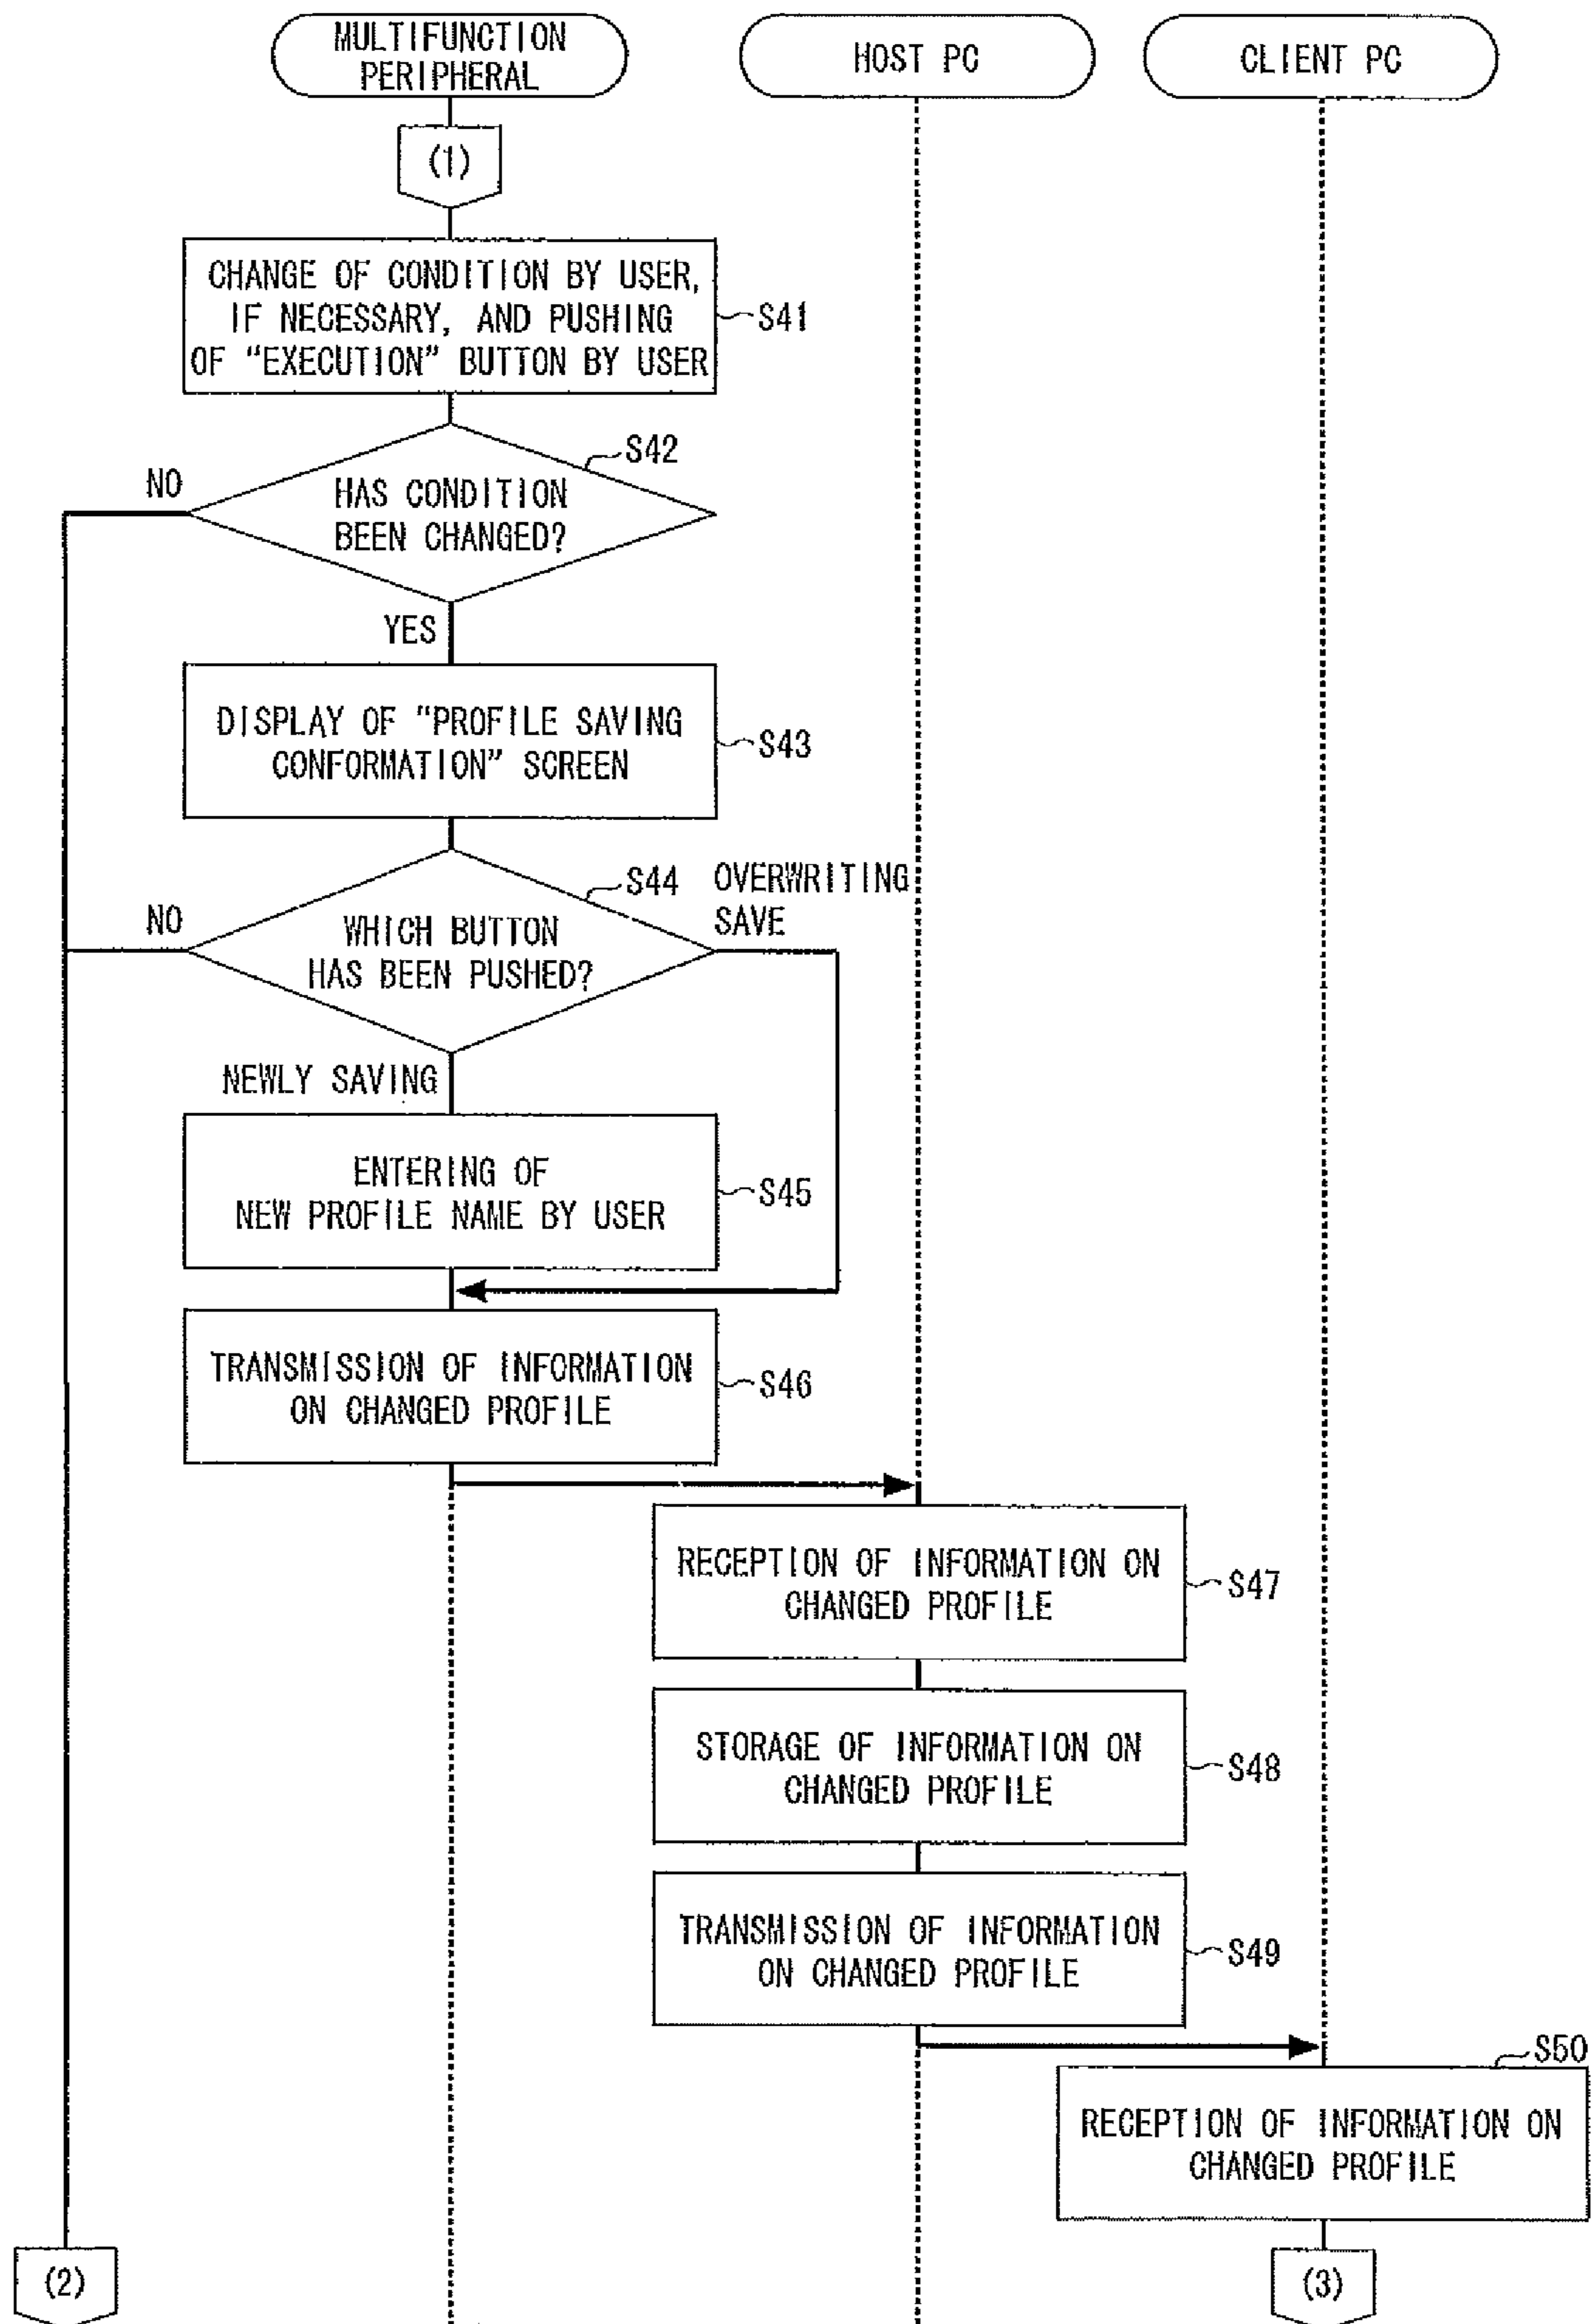 MULTIFUNCTION
PERIPHERAL
HOST PC
CLIENT PC
(1)
CHANGE OF CONDITION BY USER,
IF NECESSARY, AND PUSHING
OF "EXECUTION" BUTTON BY USER
S41
S42
NO
HAS CONDITION
BEEN CHANGED?
YES
DISPLAY OF "PROFILE SAVING
CONFORMATION" SCREEN
S43
S44
OVERWRITING
SAVE
NO
WHICH BUTTON
HAS BEEN PUSHED?
NEWLY SAVING
ENTERING OF
NEW PROFILE NAME BY USER
S45
TRANSMISSION OF INFORMATION
ON CHANGED PROFILE
S46
RECEPTION OF INFORMATION ON
CHANGED PROFILE
S47
STORAGE OF INFORMATION ON
CHANGED PROFILE
S48
TRANSMISSION OF INFORMATION
ON CHANGED PROFILE
S49
S50
RECEPTION OF INFORMATION ON
CHANGED PROFILE
(2)
(3)